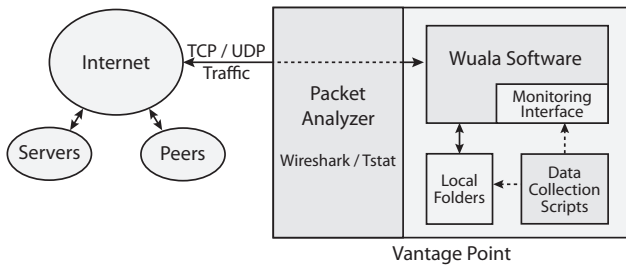 Internet
TCP / UDP
Traffic
Servers
Peers
Packet
Analyzer
Wireshark / Tstat
Wuala Software
Monitoring
Interface
Local
Folders
Data
Collection
Scripts
Vantage Point